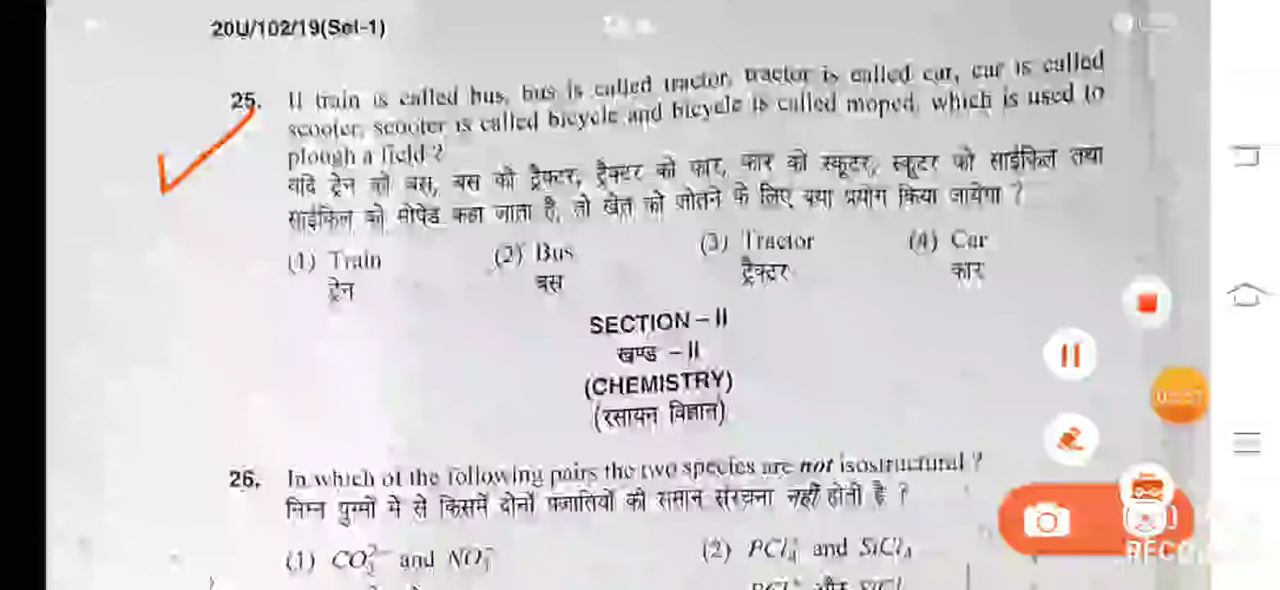 20U/102/19(Set-1)
25. If train is called bus, bus is called tractor, tractor is called car, car is called
scooter, scooter is called bicycle and bicycle is called moped, which is used to
plough a field ?
यदि ट्रेन को बस, बस को ट्रैक्टर, ट्रैक्टर को कार, कार को स्कूटर, स्कूटर को साईकिल तथा
साईकिल को मोपेड कहा जाता है, तो खेत को जोतने के लिए क्या प्रयोग किया जायेगा ?
(1) Train (2) Bus (3) Tractor (4) Car
ट्रेन बस ट्रैक्टर कार
SECTION – II
खण्ड – II
(CHEMISTRY)
(रसायन विज्ञान)
26. In which of the following pairs the two species are not isostructural ?
निम्न युग्मों में से किसमें दोनों प्रजातियों की समान संरचना नहीं होती है ?
(1) CO₃²⁻ and NO₃⁻ (2) PCl₄⁺ and SiCl₄